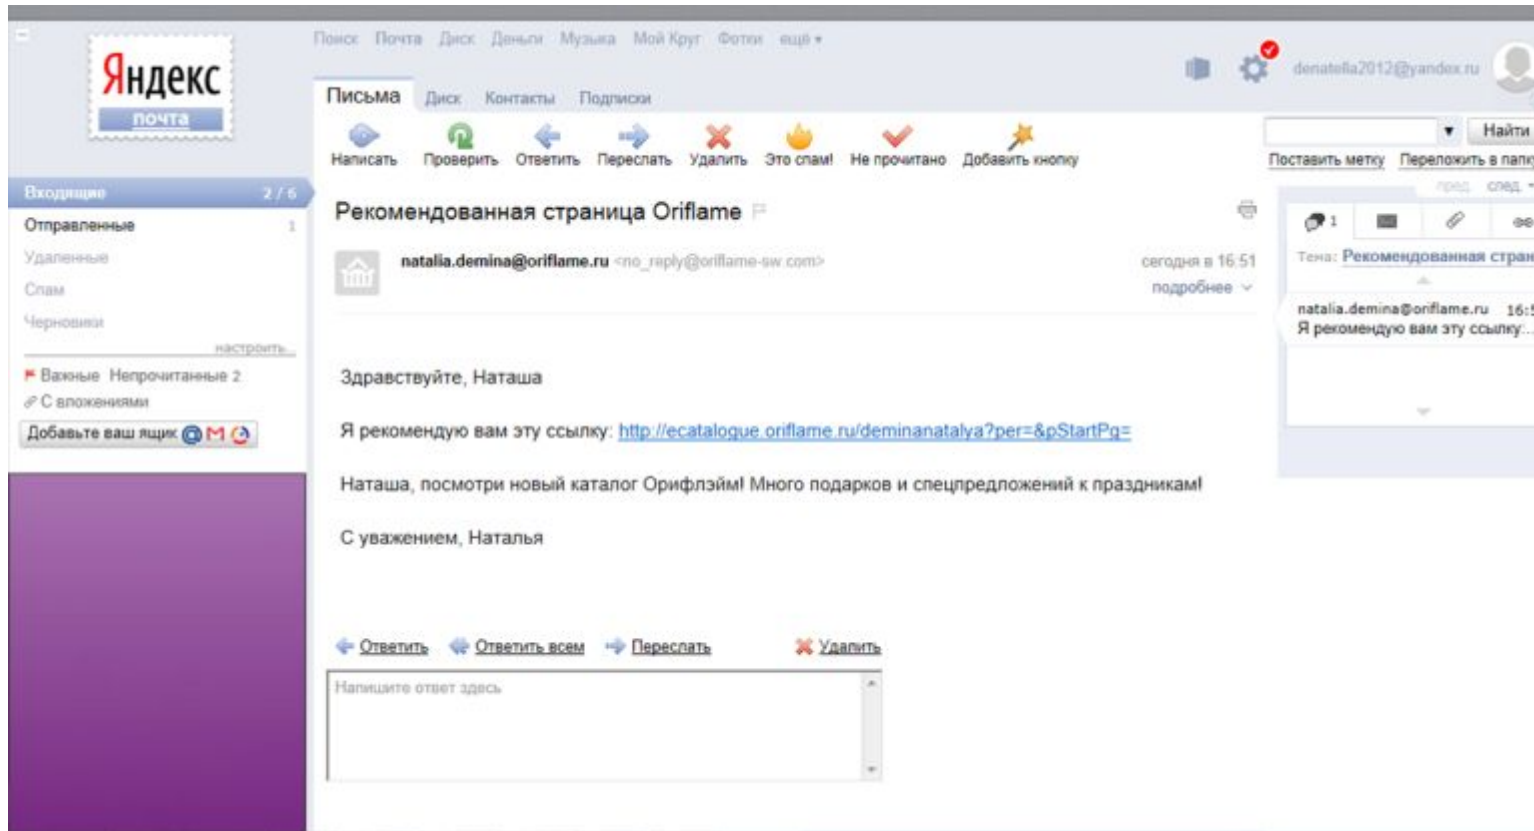 Яндекс
почта
Поиск Почта Диск Деньги Музыка Мой Круг Фотки ещё
denatella2012@yandex.ru
Письма Диск Контакты Подписки
Написать Проверить Ответить Переслать Удалить Это спам! Не прочитано Добавить кнопку
Найти
Поставить метку Переложить в папку
пред. след.
Входящие 2 / 6
Отправленные 1
Удаленные
Спам
Черновики
настроить...
Важные Непрочитанные 2
С вложениями
Добавьте ваш ящик
Рекомендованная страница Oriflame
natalia.demina@oriflame.ru <no_reply@oriflame-sw.com>
сегодня в 16:51
подробнее
Здравствуйте, Наташа
Я рекомендую вам эту ссылку: http://ecatalogue.oriflame.ru/deminanatalya?per=&pStartPg=
Наташа, посмотри новый каталог Орифлэйм! Много подарков и спецпредложений к праздникам!
С уважением, Наталья
Ответить Ответить всем Переслать Удалить
Напишите ответ здесь
1
Тема: Рекомендованная стран
natalia.demina@oriflame.ru 16:5
Я рекомендую вам эту ссылку:...